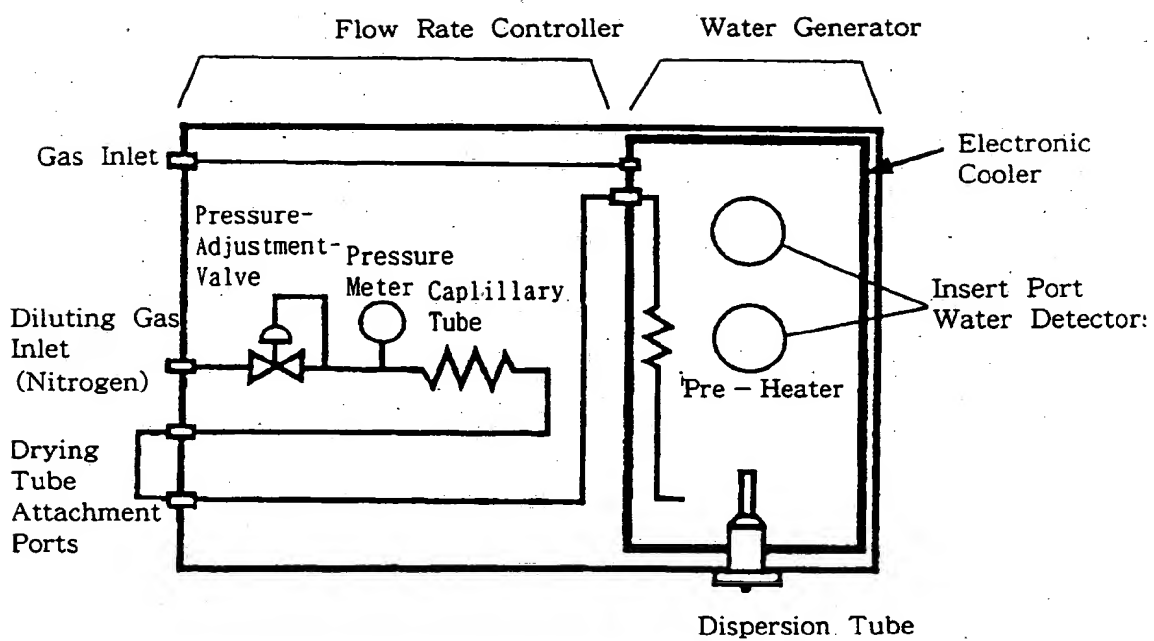 Flow Rate Controller
Water Generator
Gas Inlet
Electronic
Cooler
Pressure-
Adjustment-
Valve
Pressure
Meter
Caplillary
Tube
Diluting Gas
Inlet
(Nitrogen)
Insert Port
Water Detector:
Pre - Heater
Drying
Tube
Attachment
Ports
Dispersion Tube